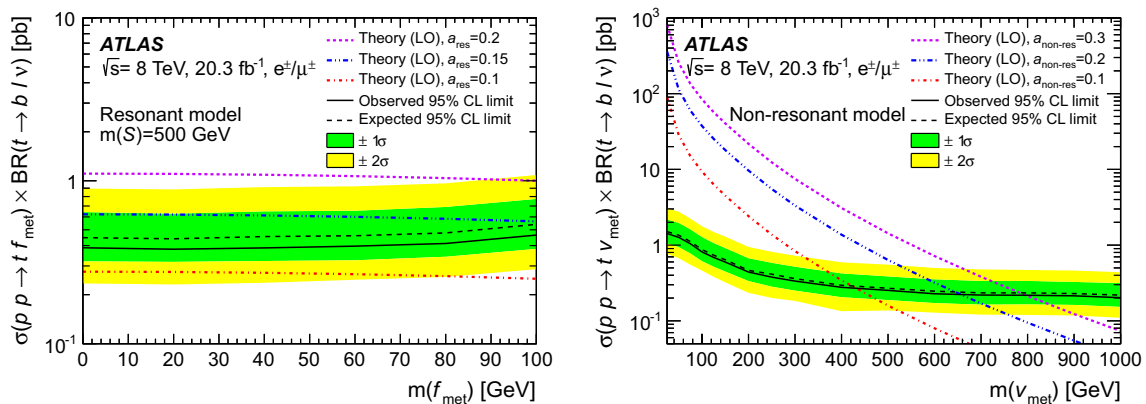 σ(p p → t f_met) × BR(t → b l ν) [pb]
10
1
10⁻¹
ATLAS
√s= 8 TeV, 20.3 fb⁻¹, e±/μ±
Resonant model
m(S)=500 GeV
Theory (LO), a_res=0.2
Theory (LO), a_res=0.15
Theory (LO), a_res=0.1
Observed 95% CL limit
Expected 95% CL limit
± 1σ
± 2σ
0 10 20 30 40 50 60 70 80 90 100
m(f_met) [GeV]
σ(p p → t v_met) × BR(t → b l ν) [pb]
10³
10²
10
1
10⁻¹
ATLAS
√s= 8 TeV, 20.3 fb⁻¹, e±/μ±
Non-resonant model
Theory (LO), a_non-res=0.3
Theory (LO), a_non-res=0.2
Theory (LO), a_non-res=0.1
Observed 95% CL limit
Expected 95% CL limit
± 1σ
± 2σ
100 200 300 400 500 600 700 800 900 1000
m(v_met) [GeV]